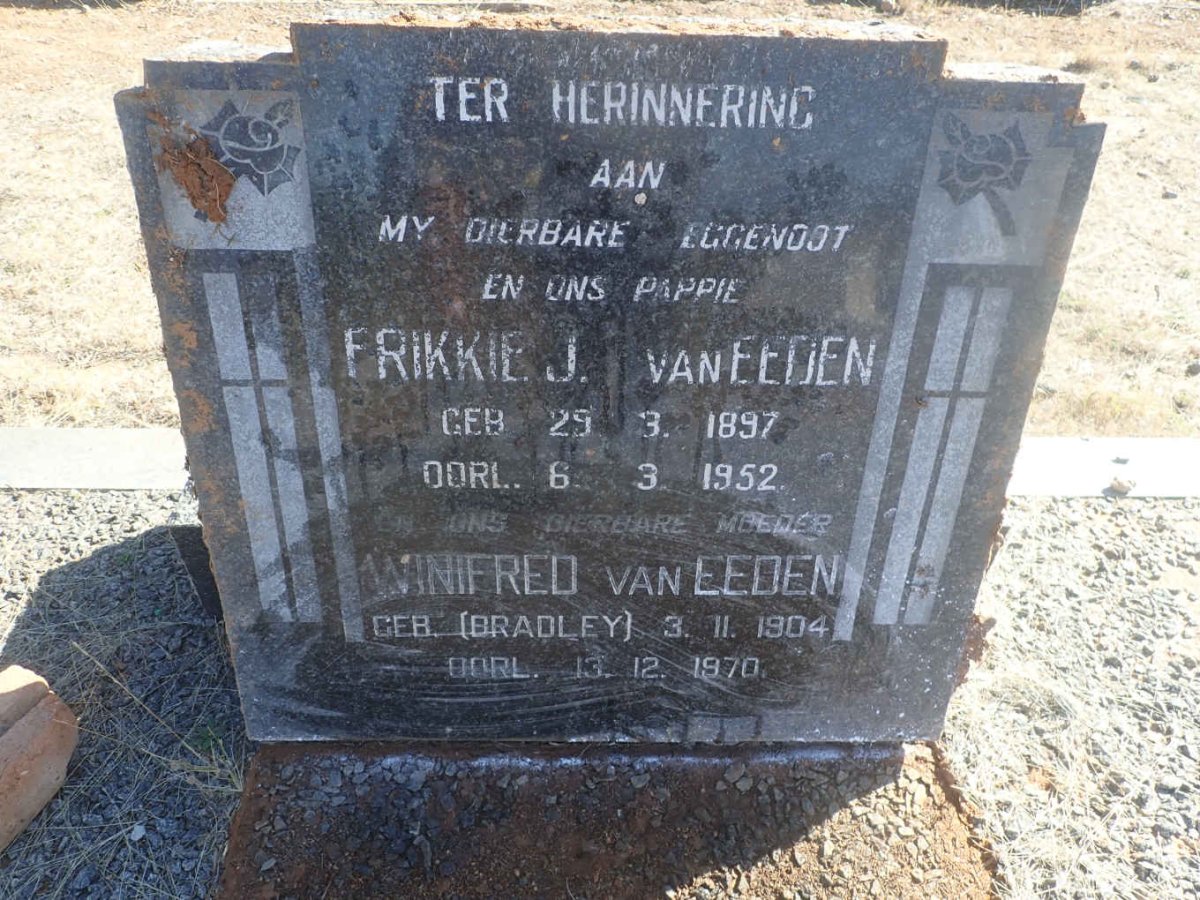 TER HERINNERING
AAN
MY DIERBARE EGGENOOT
EN ONS PAPPIE
FRIKKIE J. VAN EEDEN
GEB 29 3. 1897
OORL. 6 3. 1952.
EN ONS DIERBARE MOEDER
WINIFRED VAN EEDEN
GEB. (BRADLEY) 3. 11. 1904
OORL. 13. 12. 1970.